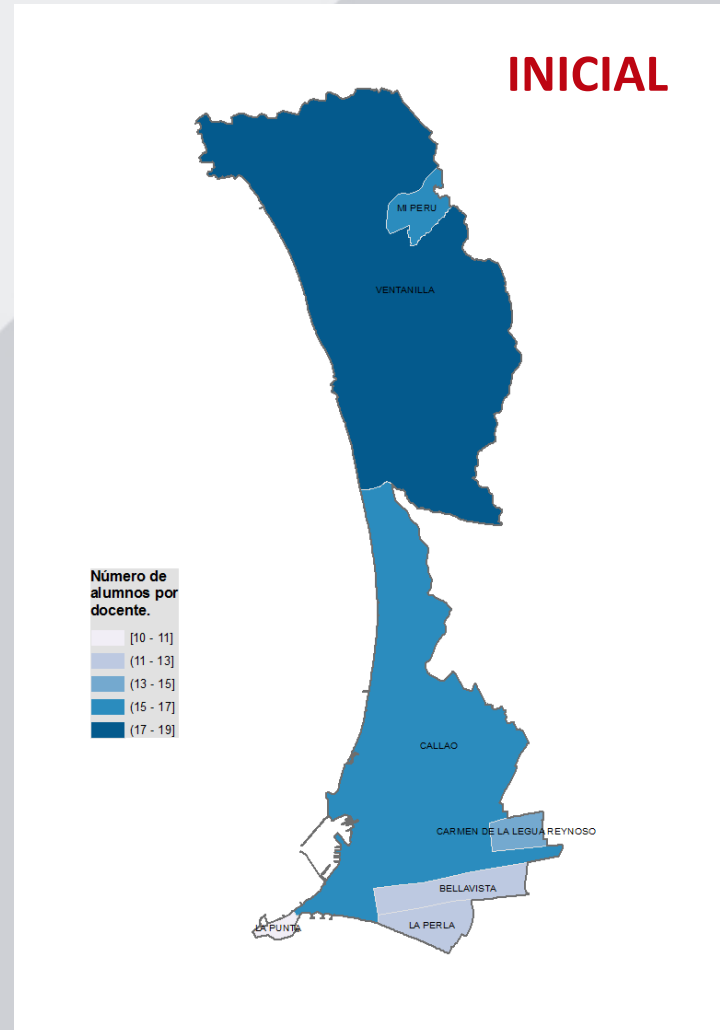 INICIAL
MI PERU
VENTANILLA
Número de
alumnos por
docente.
[10 - 11]
(11 - 13]
(13 - 15]
(15 - 17]
(17 - 19]
CALLAO
CARMEN DE LA LEGUA REYNOSO
BELLAVISTA
LA PERLA
LA PUNTA